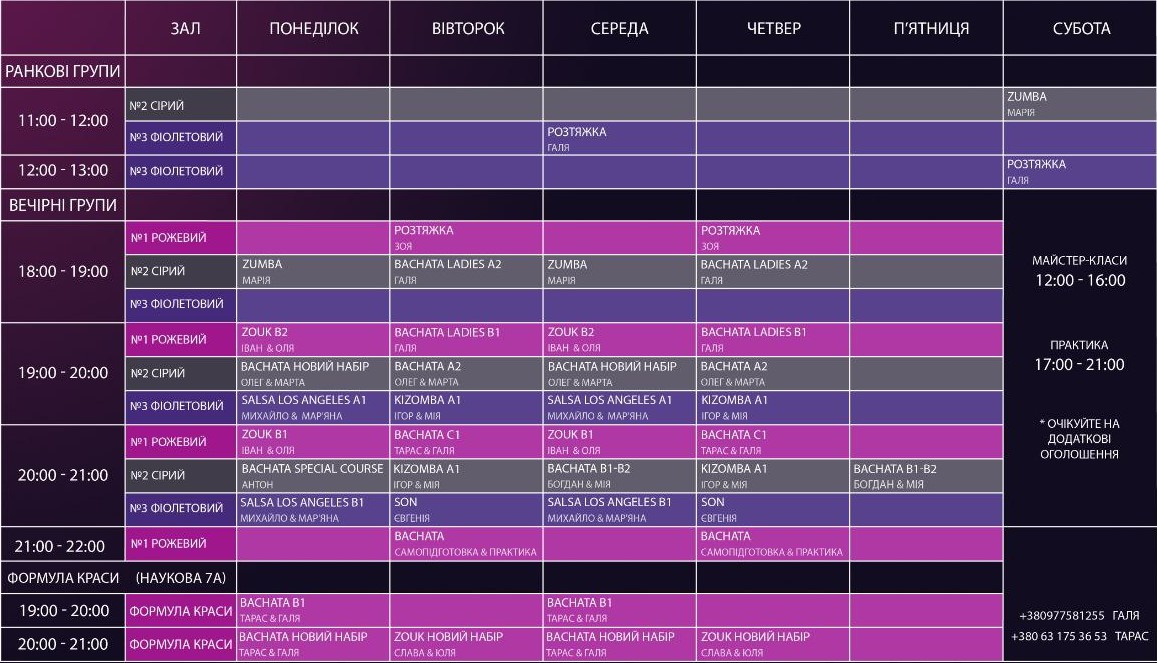 ЗАЛ ПОНЕДІЛОК ВІВТОРОК СЕРЕДА ЧЕТВЕР П'ЯТНИЦЯ СУБОТА
РАНКОВІ ГРУПИ
11:00 - 12:00
№2 СІРИЙ ZUMBA
МАРІЯ
№3 ФІОЛЕТОВИЙ РОЗТЯЖКА
ГАЛЯ
12:00 - 13:00 №3 ФІОЛЕТОВИЙ РОЗТЯЖКА
ГАЛЯ
ВЕЧІРНІ ГРУПИ
18:00 - 19:00
№1 РОЖЕВИЙ РОЗТЯЖКА РОЗТЯЖКА
ЗОЯ ЗОЯ
№2 СІРИЙ ZUMBA BACHATA LADIES A2 ZUMBA BACHATA LADIES A2
МАРІЯ ГАЛЯ МАРІЯ ГАЛЯ
№3 ФІОЛЕТОВИЙ
19:00 - 20:00
№1 РОЖЕВИЙ ZOUK B2 BACHATA LADIES B1 ZOUK B2 BACHATA LADIES B1
ІВАН & ОЛЯ ГАЛЯ ІВАН & ОЛЯ ГАЛЯ
№2 СІРИЙ BACHATA НОВИЙ НАБІР BACHATA A2 BACHATA НОВИЙ НАБІР BACHATA A2
ОЛЕГ & МАРТА ОЛЕГ & МАРТА ОЛЕГ & МАРТА ОЛЕГ & МАРТА
№3 ФІОЛЕТОВИЙ SALSA LOS ANGELES A1 KIZOMBA A1 SALSA LOS ANGELES A1 KIZOMBA A1
МИХАЙЛО & МАР'ЯНА ІГОР & МІЯ МИХАЙЛО & МАР'ЯНА ІГОР & МІЯ
20:00 - 21:00
№1 РОЖЕВИЙ ZOUK B1 BACHATA C1 ZOUK B1 BACHATA C1
ІВАН & ОЛЯ ТАРАС & ГАЛЯ ІВАН & ОЛЯ ТАРАС & ГАЛЯ
№2 СІРИЙ BACHATA SPECIAL COURSE KIZOMBA A1 BACHATA B1-B2 KIZOMBA A1 BACHATA B1-B2
АНТОН ІГОР & МІЯ БОГДАН & МІЯ ІГОР & МІЯ БОГДАН & МІЯ
№3 ФІОЛЕТОВИЙ SALSA LOS ANGELES B1 SON SALSA LOS ANGELES B1 SON
МИХАЙЛО & МАР'ЯНА ЄВГЕНІЯ МИХАЙЛО & МАР'ЯНА ЄВГЕНІЯ
МАЙСТЕР-КЛАСИ
12:00 - 16:00
ПРАКТИКА
17:00 - 21:00
* ОЧІКУЙТЕ НА
ДОДАТКОВІ
ОГОЛОШЕННЯ
21:00 - 22:00 №1 РОЖЕВИЙ BACHATA BACHATA
САМОПІДГОТОВКА & ПРАКТИКА САМОПІДГОТОВКА & ПРАКТИКА
ФОРМУЛА КРАСИ (НАУКОВА 7А)
19:00 - 20:00 ФОРМУЛА КРАСИ BACHATA B1 BACHATA B1
ТАРАС & ГАЛЯ ТАРАС & ГАЛЯ
20:00 - 21:00 ФОРМУЛА КРАСИ BACHATA НОВИЙ НАБІР ZOUK НОВИЙ НАБІР BACHATA НОВИЙ НАБІР ZOUK НОВИЙ НАБІР
ТАРАС & ГАЛЯ СЛАВА & ЮЛЯ ТАРАС & ГАЛЯ СЛАВА & ЮЛЯ
+380977581255 ГАЛЯ
+380 63 175 36 53 ТАРАС